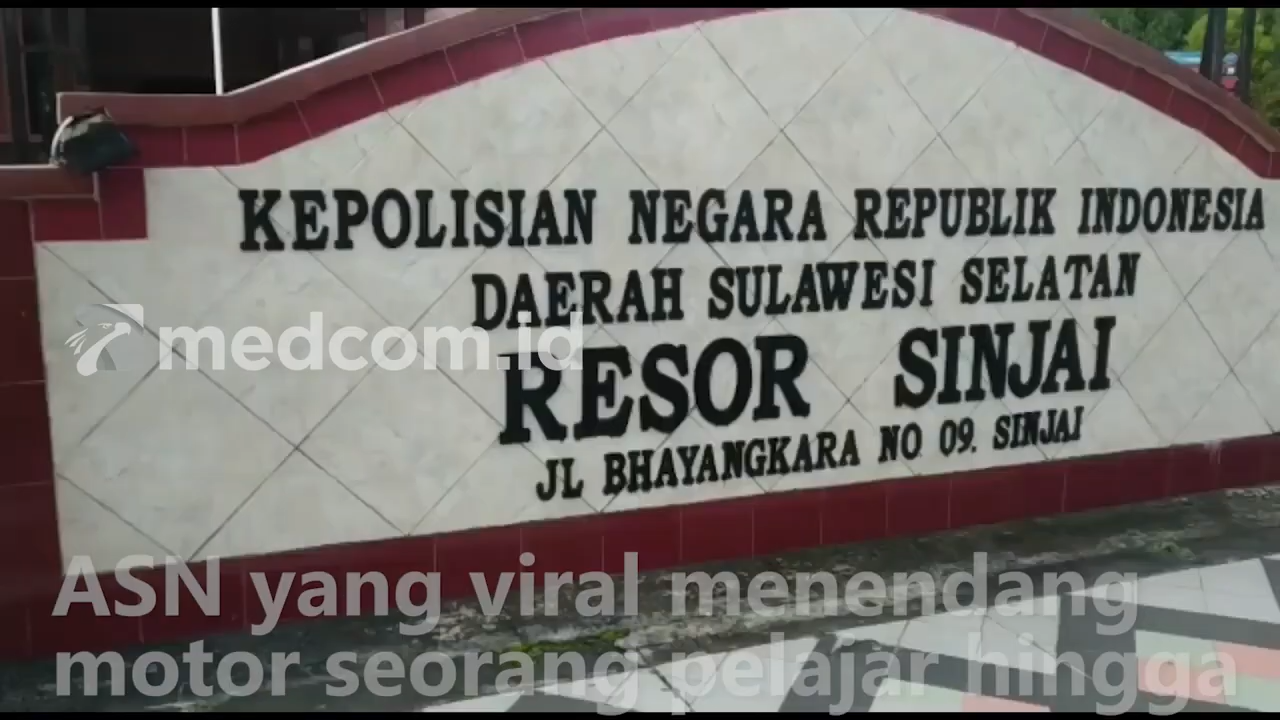 KEPOLISIAN NEGARA REPUBLIK INDONESIA
DAERAH SULAWESI SELATAN
medcom.id
RESOR SINJAI
JL BHAYANGKARA NO 09. SINJAI
ASN yang viral menendang
motor seorang pelajar hingga